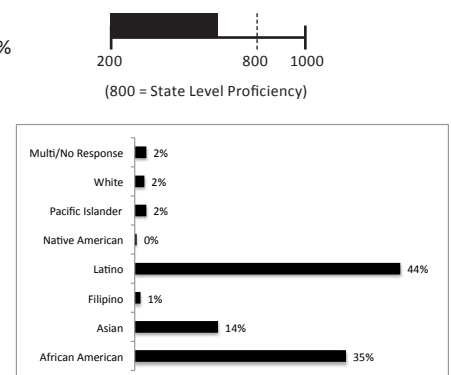 %
200 800 1000
(800 = State Level Proficiency)
Multi/No Response 2%
White 2%
Pacific Islander 2%
Native American 0%
Latino 44%
Filipino 1%
Asian 14%
African American 35%